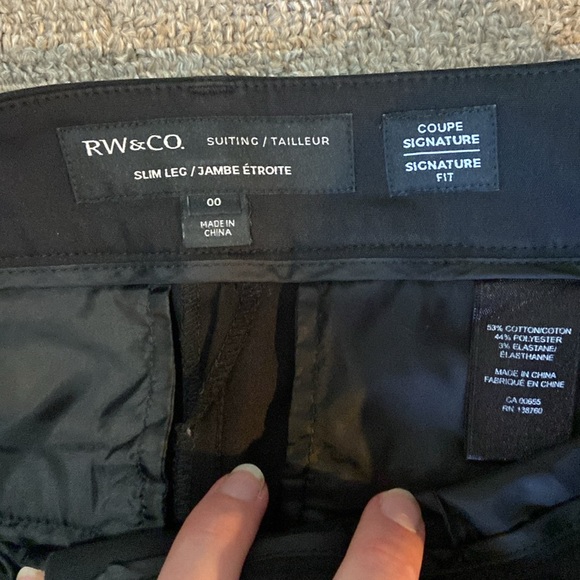 RW&CO. SUITING / TAILLEUR
SLIM LEG / JAMBE ÉTROITE
00
MADE IN
CHINA
COUPE
SIGNATURE
SIGNATURE
FIT
53% COTTON/COTON
44% POLYESTER
3% ELASTANE/
ÉLASTHANNE
MADE IN CHINA
FABRIQUÉ EN CHINE
CA 00655
RN 138760